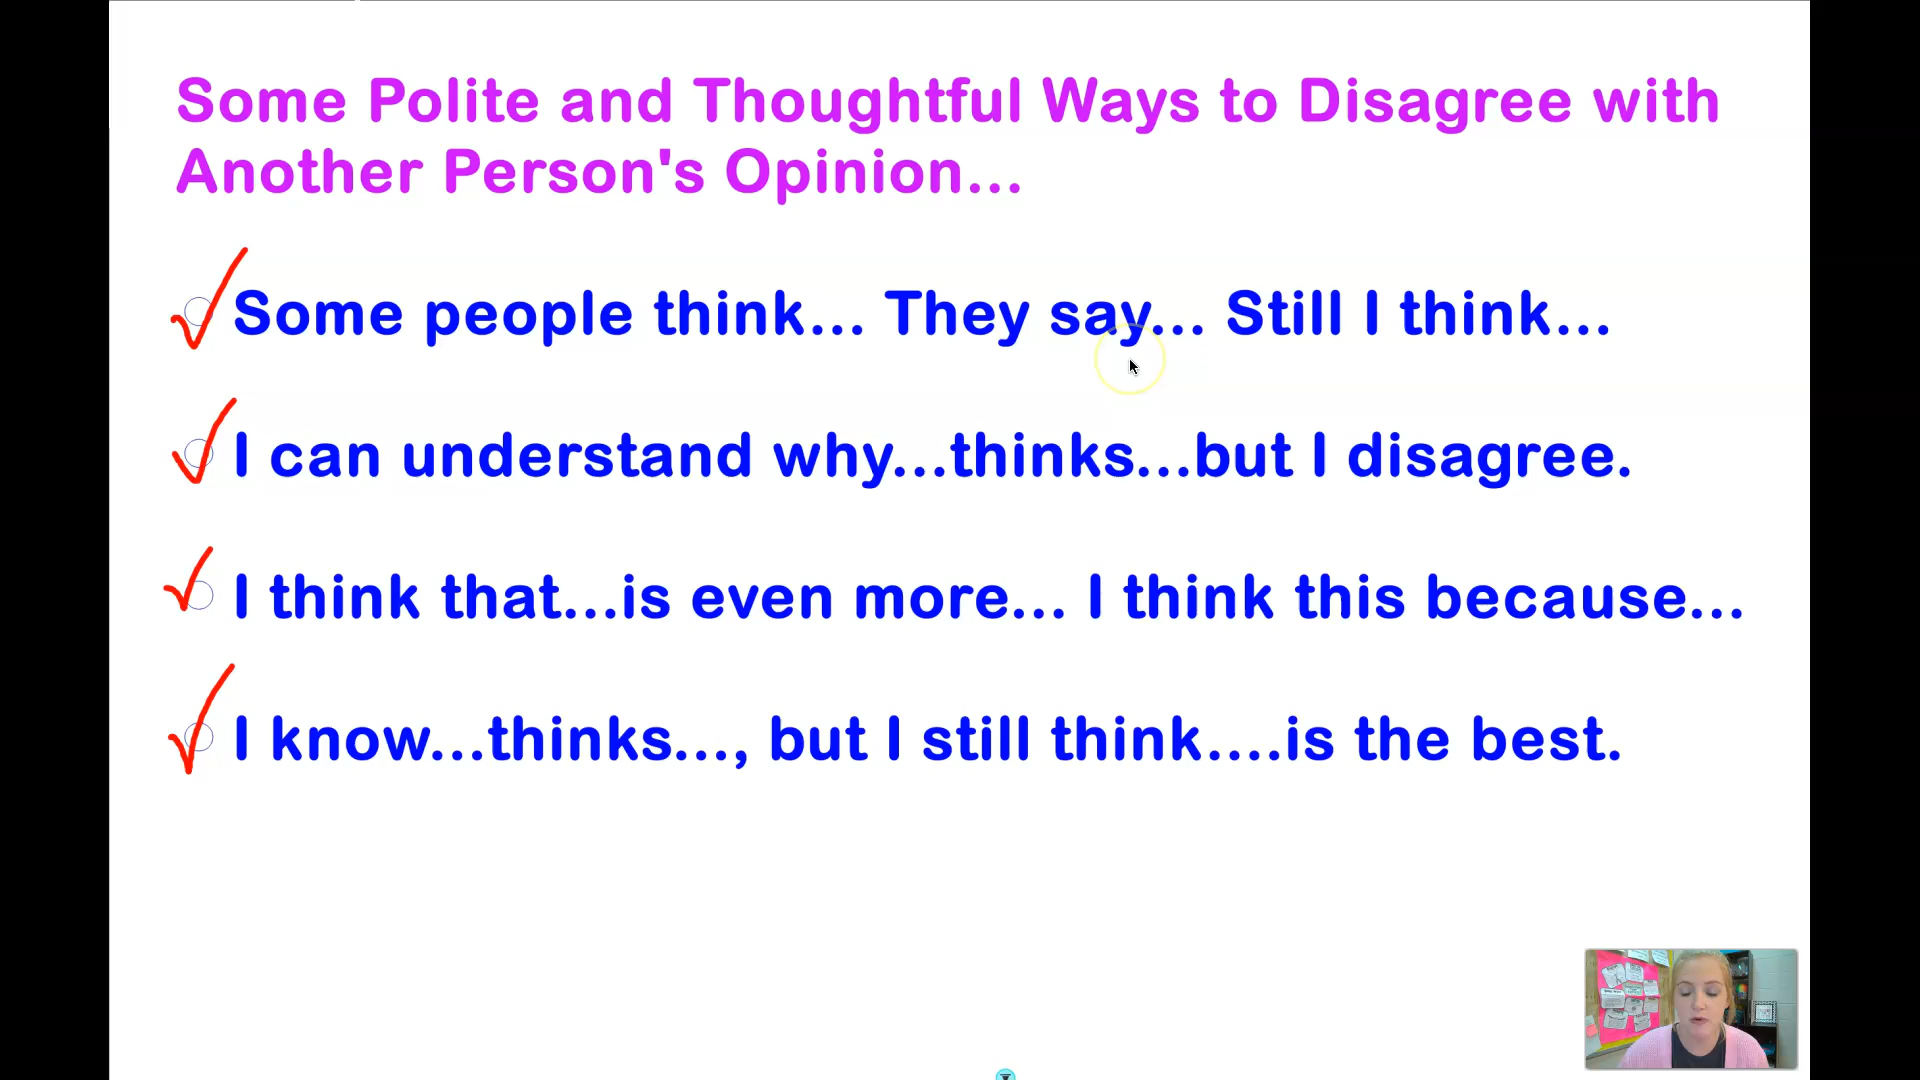 Some Polite and Thoughtful Ways to Disagree with
Another Person's Opinion...
Some people think... They say... Still I think...
I can understand why...thinks...but I disagree.
I think that...is even more... I think this because...
I know...thinks..., but I still think....is the best.